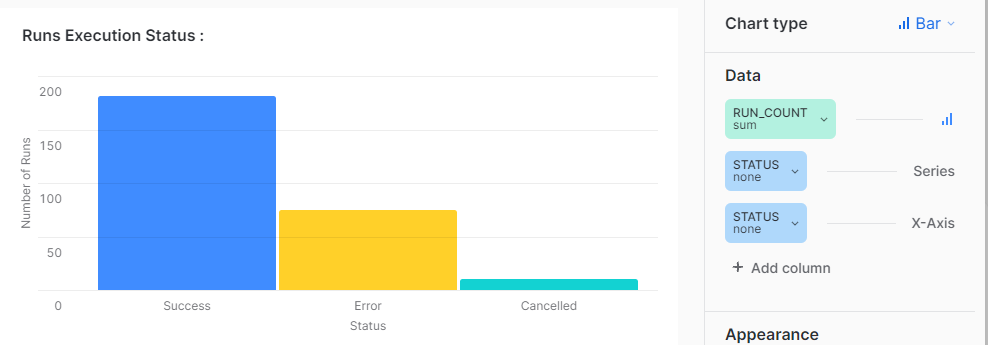 Runs Execution Status :
200
150
100
50
0
Number of Runs
Success
Error
Cancelled
Status
Chart type
Bar
Data
RUN_COUNT
sum
STATUS
none
Series
STATUS
none
X-Axis
+ Add column
Appearance